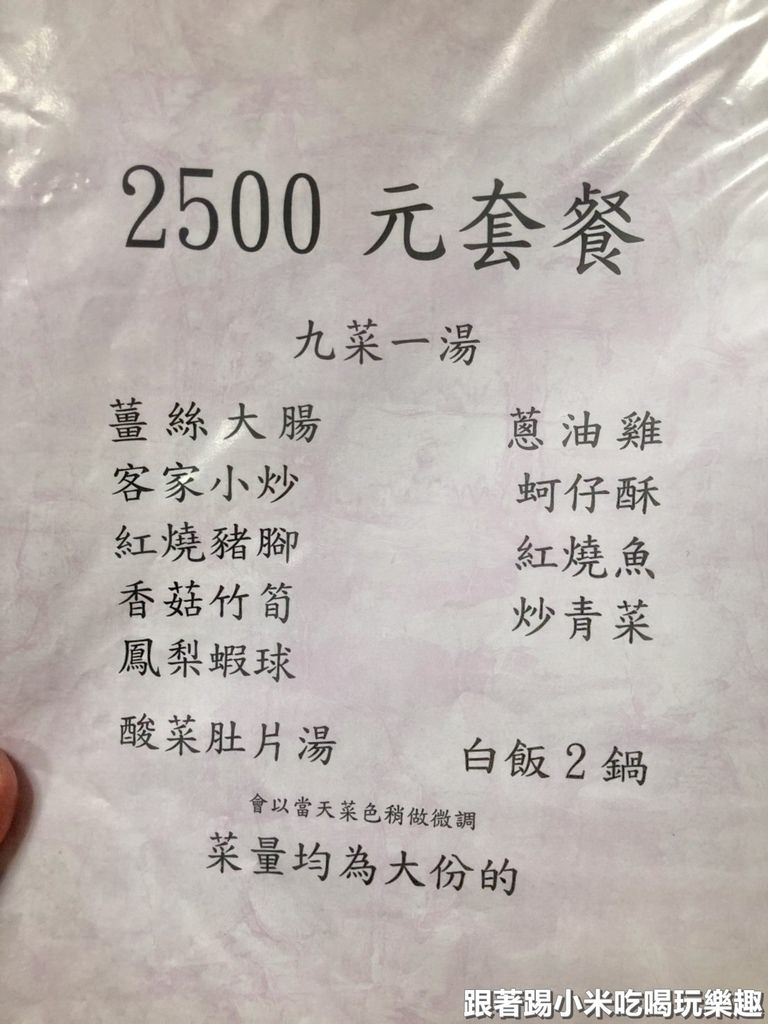 2500 元套餐
九菜一湯
薑絲大腸
客家小炒
紅燒豬腳
香菇竹筍
鳳梨蝦球
蔥油雞
蚵仔酥
紅燒魚
炒青菜
酸菜肚片湯
白飯2鍋
會以當天菜色稍做微調
菜量均為大份的
跟著踢小米吃喝玩樂趣